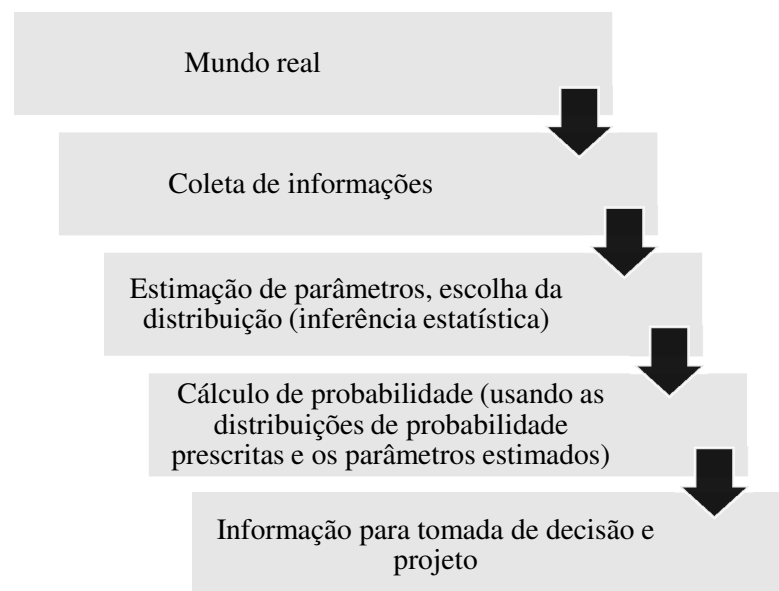 Mundo real
Coleta de informações
Estimação de parâmetros, escolha da
distribuição (inferência estatística)
Cálculo de probabilidade (usando as
distribuições de probabilidade
prescritas e os parâmetros estimados)
Informação para tomada de decisão e
projeto